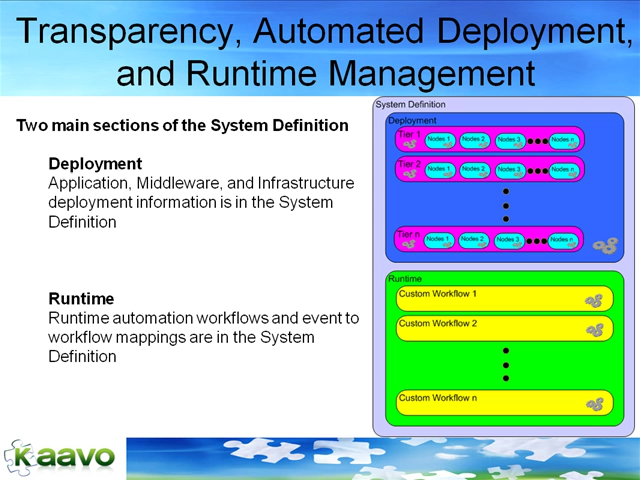 Transparency, Automated Deployment,
and Runtime Management
Two main sections of the System Definition
Deployment
Application, Middleware, and Infrastructure
deployment information is in the System
Definition
Runtime
Runtime automation workflows and event to
workflow mappings are in the System
Definition
System Definition
Deployment
Tier 1
Nodes 1 Nodes 2 Nodes 3 Nodes n
Tier 2
Nodes 1 Nodes 2 Nodes 3 Nodes n
Tier n
Nodes 1 Nodes 2 Nodes 3 Nodes n
Runtime
Custom Workflow 1
Custom Workflow 2
Custom Workflow n
kaavo